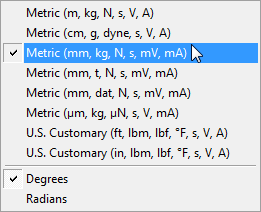 Metric (m, kg, N, s, V, A)
Metric (cm, g, dyne, s, V, A)
Metric (mm, kg, N, s, mV, mA)
Metric (mm, t, N, s, mV, mA)
Metric (mm, dat, N, s, mV, mA)
Metric (µm, kg, µN, s, V, mA)
U.S. Customary (ft, lbm, lbf, °F, s, V, A)
U.S. Customary (in, lbm, lbf, °F, s, V, A)
Degrees
Radians